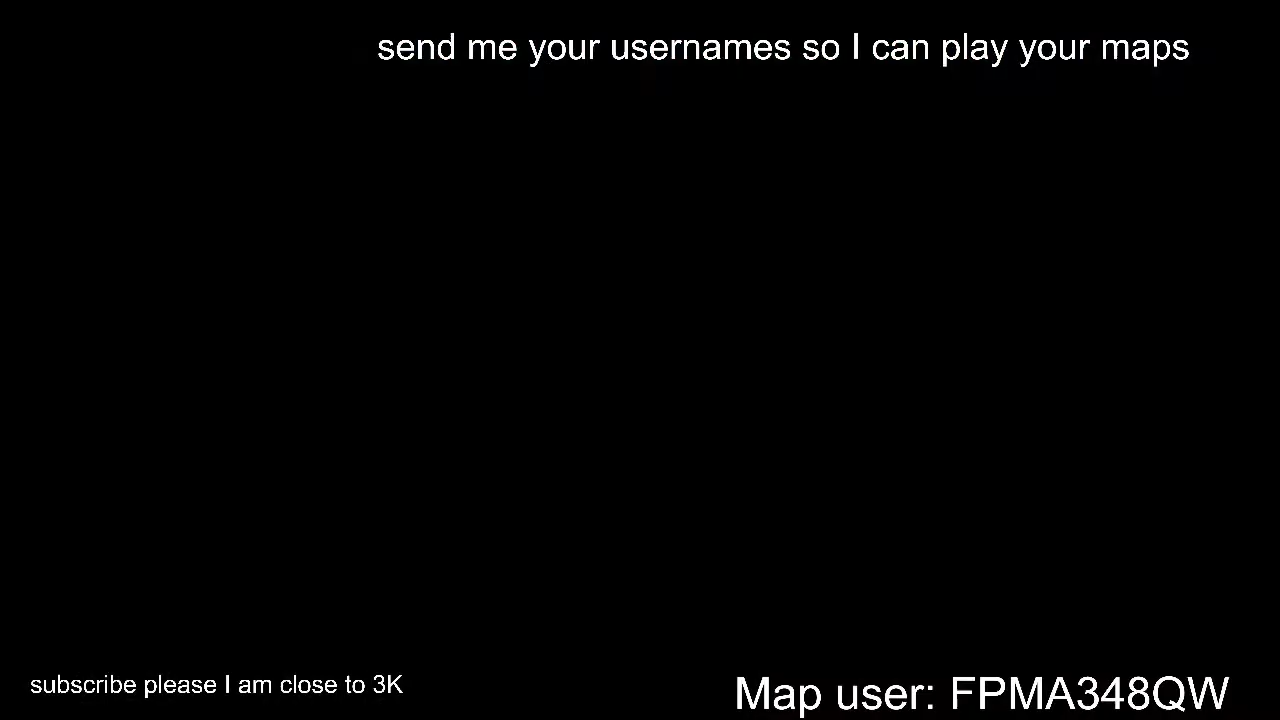 send me your usernames so I can play your maps
subscribe please I am close to 3K
Map user: FPMA348QW